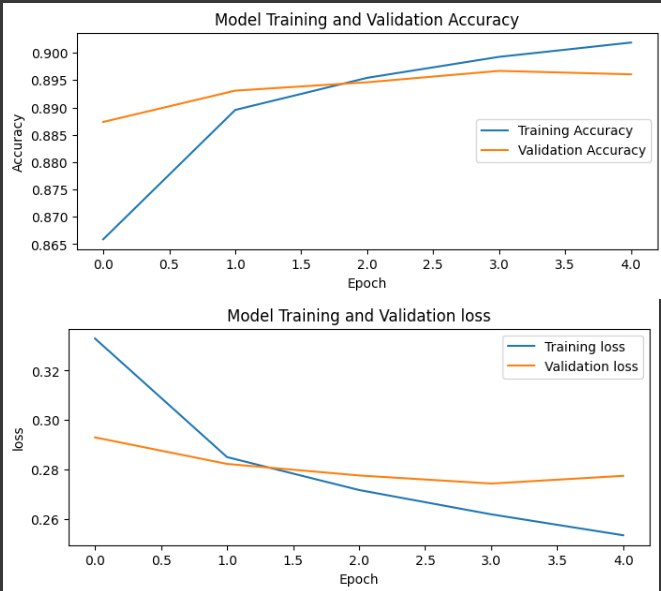 Model Training and Validation Accuracy
0.900
0.895
0.890
0.885
0.880
0.875
0.870
0.865
Accuracy
Training Accuracy
Validation Accuracy
0.0 0.5 1.0 1.5 2.0 2.5 3.0 3.5 4.0
Epoch
Model Training and Validation loss
0.32
0.30
0.28
0.26
loss
Training loss
Validation loss
0.0 0.5 1.0 1.5 2.0 2.5 3.0 3.5 4.0
Epoch